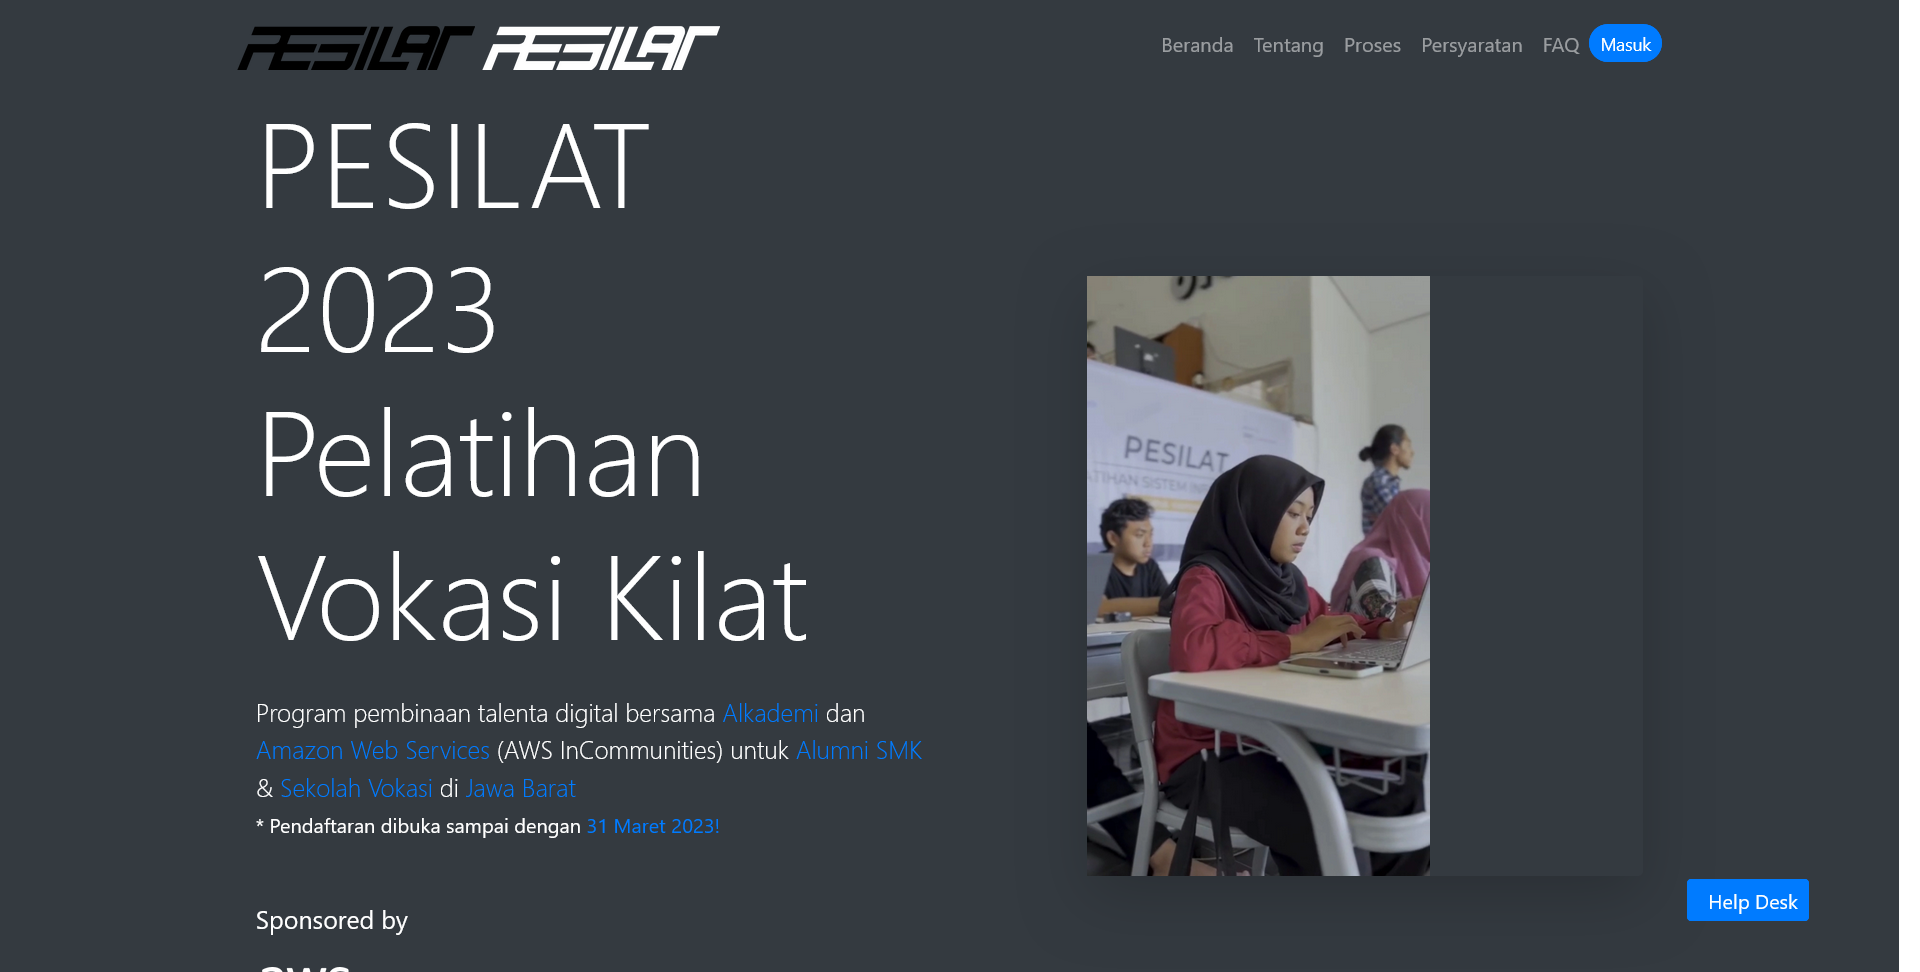 PESILAT PESILAT
Beranda Tentang Proses Persyaratan FAQ Masuk
PESILAT
2023
Pelatihan
Vokasi Kilat
PESILAT
SISTEM
Program pembinaan talenta digital bersama Alkademi dan
Amazon Web Services (AWS InCommunities) untuk Alumni SMK
& Sekolah Vokasi di Jawa Barat
* Pendaftaran dibuka sampai dengan 31 Maret 2023!
Sponsored by
aws
Help Desk